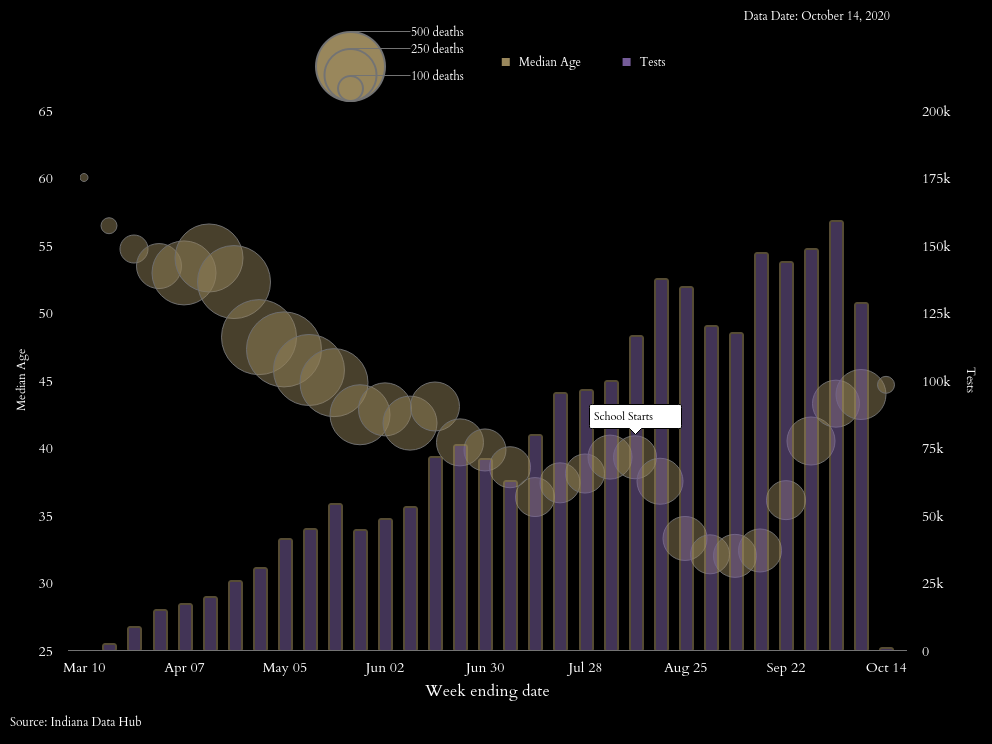 Data Date: October 14, 2020
500 deaths
250 deaths
100 deaths
Median Age
Tests
65
60
55
50
45
40
35
30
25
Median Age
200k
175k
150k
125k
100k
75k
50k
25k
0
Tests
School Starts
Mar 10 Apr 07 May 05 Jun 02 Jun 30 Jul 28 Aug 25 Sep 22 Oct 14
Week ending date
Source: Indiana Data Hub